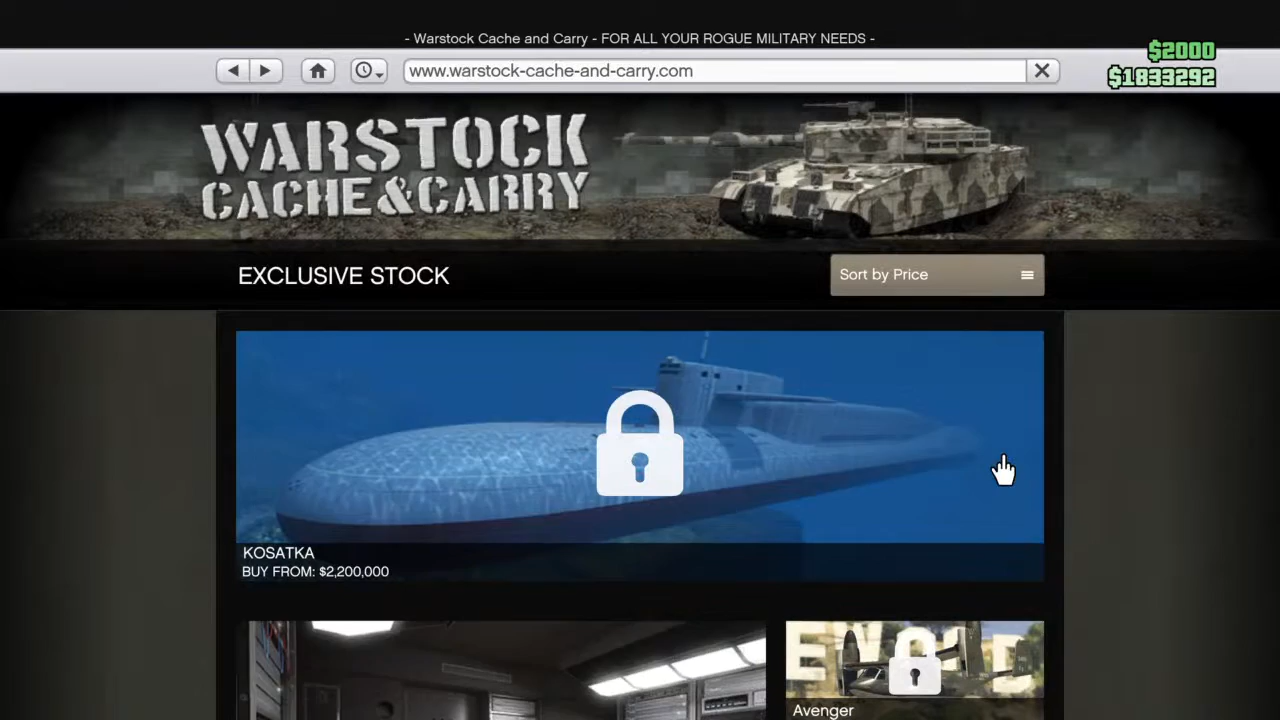 - Warstock Cache and Carry - FOR ALL YOUR ROGUE MILITARY NEEDS -
$2000
www.warstock-cache-and-carry.com
$1833292
WARSTOCK
CACHE&CARRY
EXCLUSIVE STOCK
Sort by Price
KOSATKA
BUY FROM: $2,200,000
Avenger